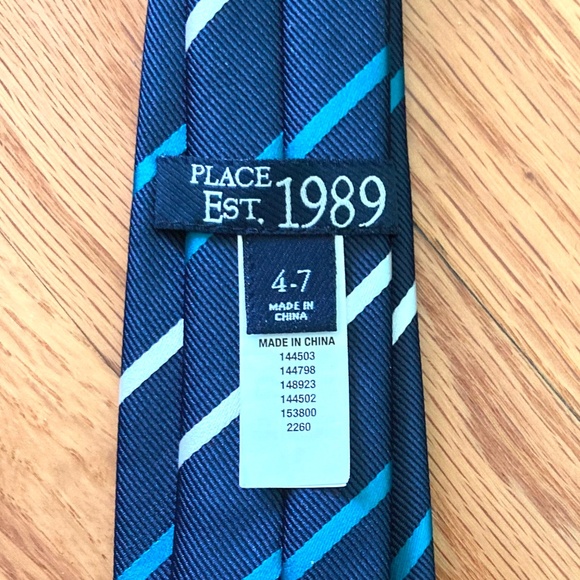 PLACE
EST. 1989
4-7
MADE IN
CHINA
MADE IN CHINA
144503
144798
148923
144502
153800
2260